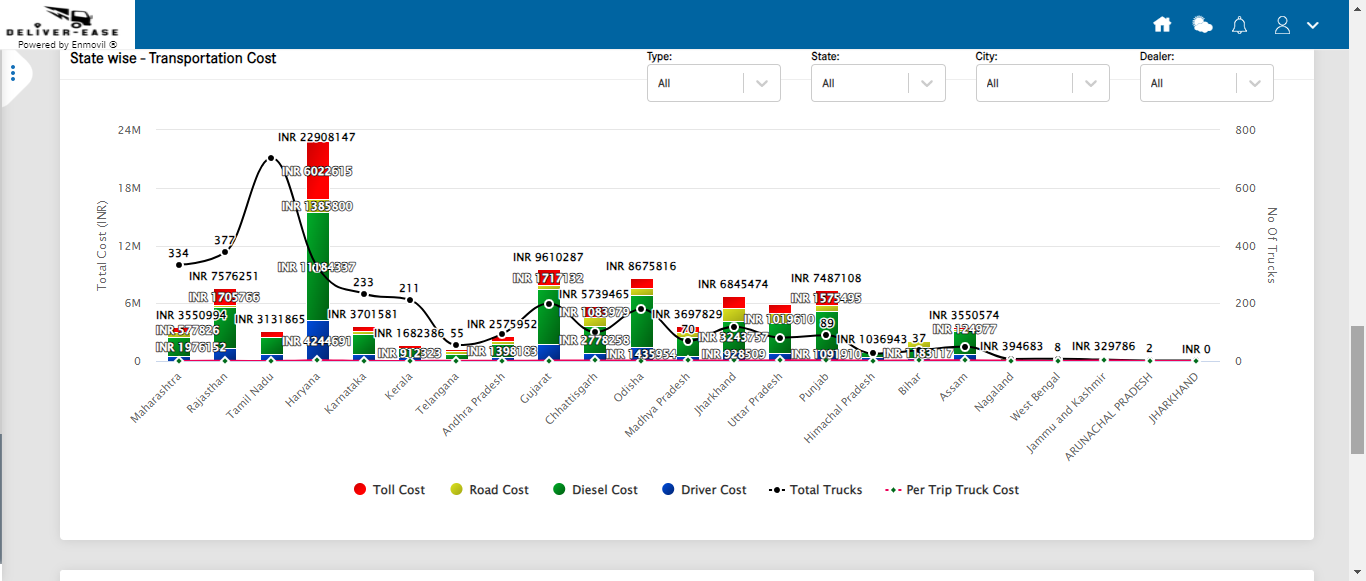 DELIVER-EASE
Powered by Enmovil ®
State wise - Transportation Cost
Type:
State:
City:
Dealer:
All
All
All
All
24M
18M
12M
6M
0
Total Cost (INR)
800
600
400
200
0
No Of Trucks
334
377
INR 22908147
INR 6022615
INR 1385800
INR 11084337
INR 4244691
INR 7576251
INR 1705766
INR 3550994
INR 577826
INR 1976152
INR 3131865
233
INR 3701581
211
INR 1682386
INR 912323
55
INR 2575952
INR 1398183
INR 9610287
INR 1717132
INR 5739465
INR 1083979
INR 2778258
INR 8675816
INR 1435954
INR 3697829
70
INR 6845474
INR 3243757
INR 928509
INR 1019610
INR 7487108
INR 1575495
89
INR 1091910
INR 1036943
37
INR 1183117
INR 3550574
INR 124977
INR 394683
8
INR 329786
2
INR 0
Maharashtra
Rajasthan
Tamil Nadu
Haryana
Karnataka
Kerala
Telangana
Andhra Pradesh
Gujarat
Chhattisgarh
Odisha
Madhya Pradesh
Jharkhand
Uttar Pradesh
Punjab
Himachal Pradesh
Bihar
Assam
Nagaland
West Bengal
Jammu and Kashmir
ARUNACHAL PRADESH
JHARKHAND
Toll Cost
Road Cost
Diesel Cost
Driver Cost
Total Trucks
Per Trip Truck Cost